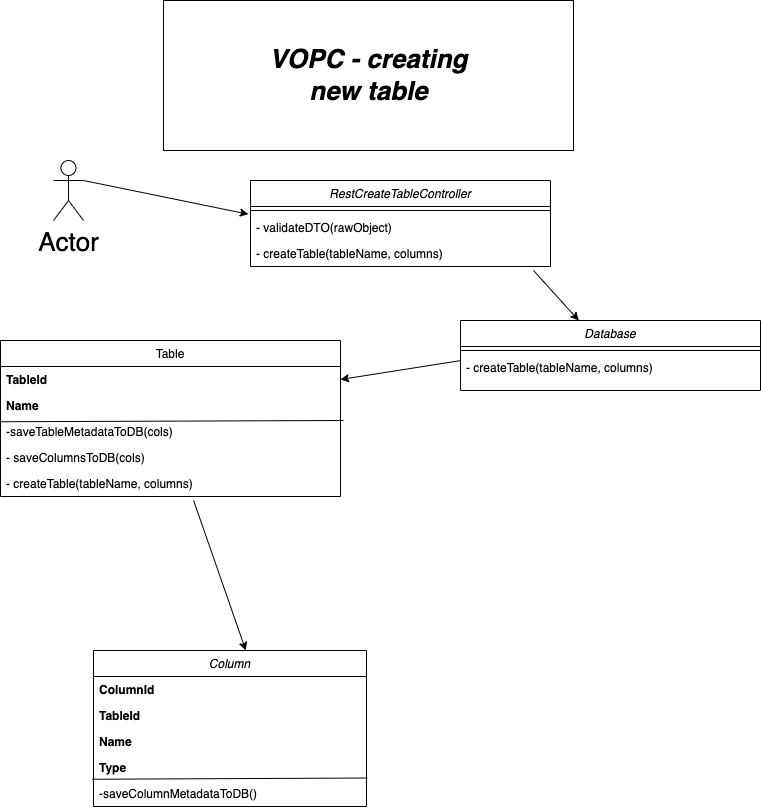 VOPC - creating
new table
Actor
RestCreateTableController
- validateDTO(rawObject)
- createTable(tableName, columns)
Database
- createTable(tableName, columns)
Table
TableId
Name
-saveTableMetadataToDB(cols)
- saveColumnsToDB(cols)
- createTable(tableName, columns)
Column
ColumnId
TableId
Name
Type
-saveColumnMetadataToDB()